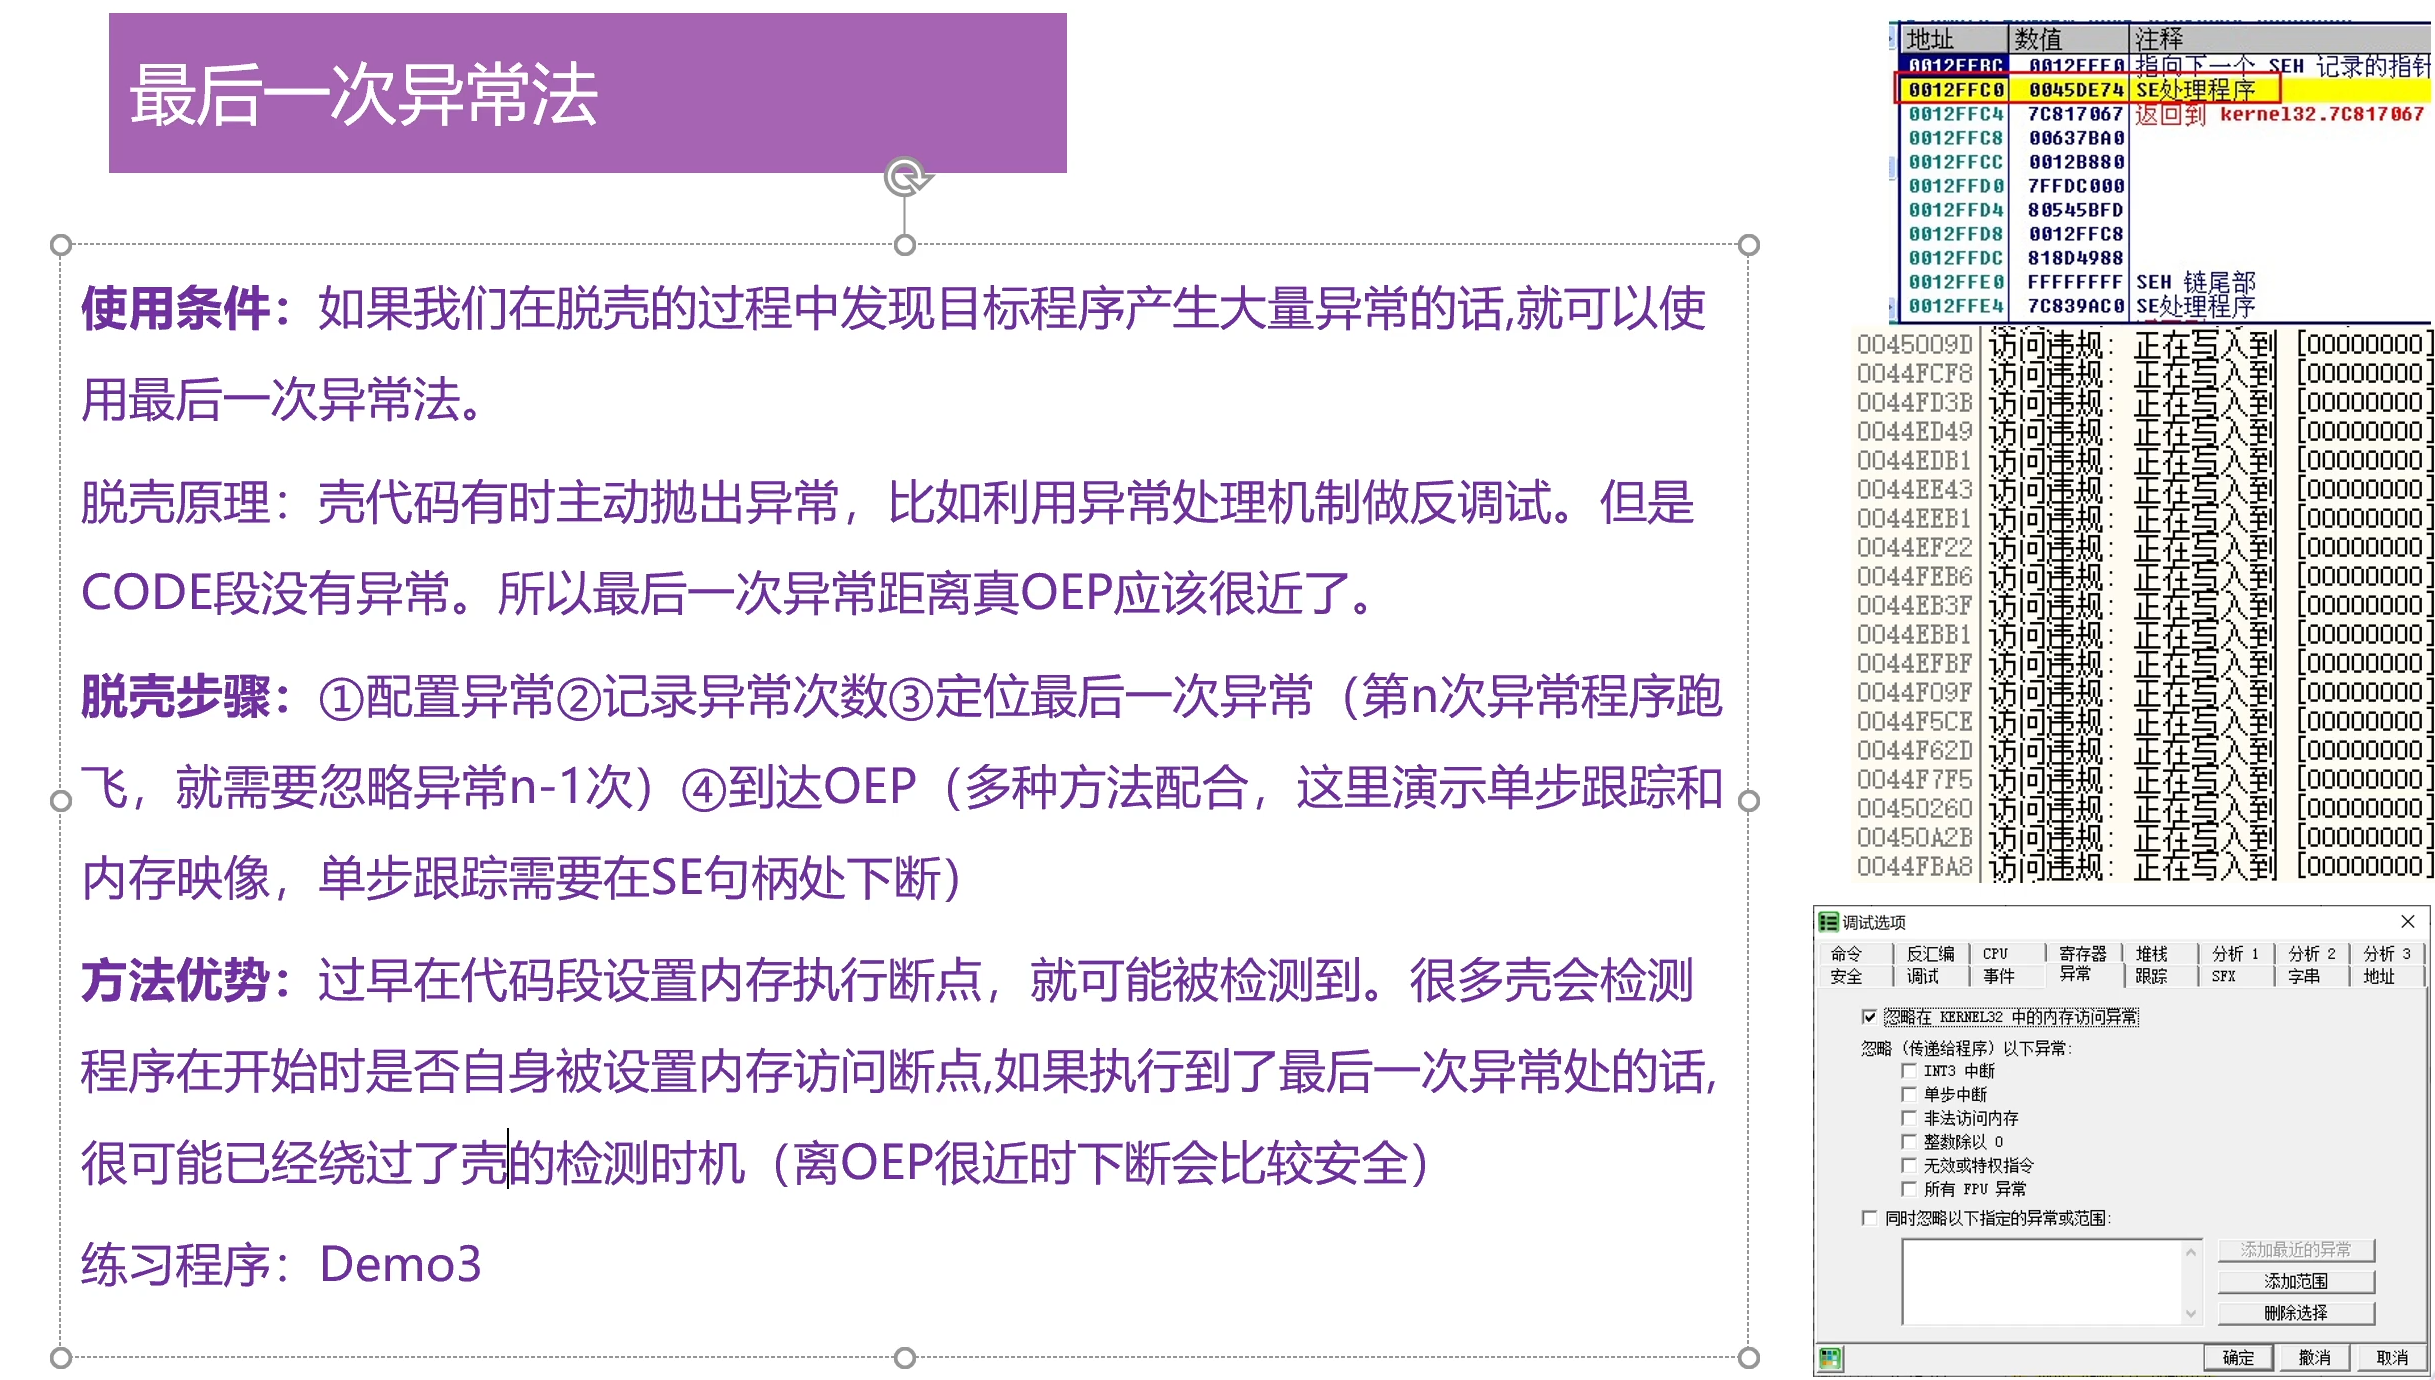 最后一次异常法
使用条件：如果我们在脱壳的过程中发现目标程序产生大量异常的话,就可以使
用最后一次异常法。
脱壳原理：壳代码有时主动抛出异常，比如利用异常处理机制做反调试。但是
CODE段没有异常。所以最后一次异常距离真OEP应该很近了。
脱壳步骤：①配置异常②记录异常次数③定位最后一次异常（第n次异常程序跑
飞，就需要忽略异常n-1次）④到达OEP（多种方法配合，这里演示单步跟踪和
内存映像，单步跟踪需要在SE句柄处下断）
方法优势：过早在代码段设置内存执行断点，就可能被检测到。很多壳会检测
程序在开始时是否自身被设置内存访问断点,如果执行到了最后一次异常处的话,
很可能已经绕过了壳的检测时机（离OEP很近时下断会比较安全）
练习程序：Demo3
地址 数值 注释
0012FFBC 0012FFE0 指向下一个 SEH 记录的指针
0012FFC0 0045DE74 SE处理程序
0012FFC4 7C817067 返回到 kernel32.7C817067
0012FFC8 00637BA0
0012FFCC 0012B880
0012FFD0 7FFDC000
0012FFD4 80545BFD
0012FFD8 0012FFC8
0012FFDC 818D4988
0012FFE0 FFFFFFFF SEH 链尾部
0012FFE4 7C839AC0 SE处理程序
0045009D 访问违规: 正在写入到 [00000000]
0044FCF8 访问违规: 正在写入到 [00000000]
0044FD3B 访问违规: 正在写入到 [00000000]
0044ED49 访问违规: 正在写入到 [00000000]
0044EDB1 访问违规: 正在写入到 [00000000]
0044EE43 访问违规: 正在写入到 [00000000]
0044EEB1 访问违规: 正在写入到 [00000000]
0044EF22 访问违规: 正在写入到 [00000000]
0044FEB6 访问违规: 正在写入到 [00000000]
0044EB3F 访问违规: 正在写入到 [00000000]
0044EBB1 访问违规: 正在写入到 [00000000]
0044EFBF 访问违规: 正在写入到 [00000000]
0044F09F 访问违规: 正在写入到 [00000000]
0044F5CE 访问违规: 正在写入到 [00000000]
0044F62D 访问违规: 正在写入到 [00000000]
0044F7F5 访问违规: 正在写入到 [00000000]
00450260 访问违规: 正在写入到 [00000000]
00450A2B 访问违规: 正在写入到 [00000000]
0044FBA8 访问违规: 正在写入到 [00000000]
调试选项
命令 反汇编 CPU 寄存器 堆栈 分析 1 分析 2 分析 3
安全 调试 事件 异常 跟踪 SFX 字串 地址
忽略在 KERNEL32 中的内存访问异常
忽略（传递给程序）以下异常:
INT3 中断
单步中断
非法访问内存
整数除以 0
无效或特权指令
所有 FPU 异常
同时忽略以下指定的异常或范围:
添加最近的异常
添加范围
删除选择
确定 撤消 取消